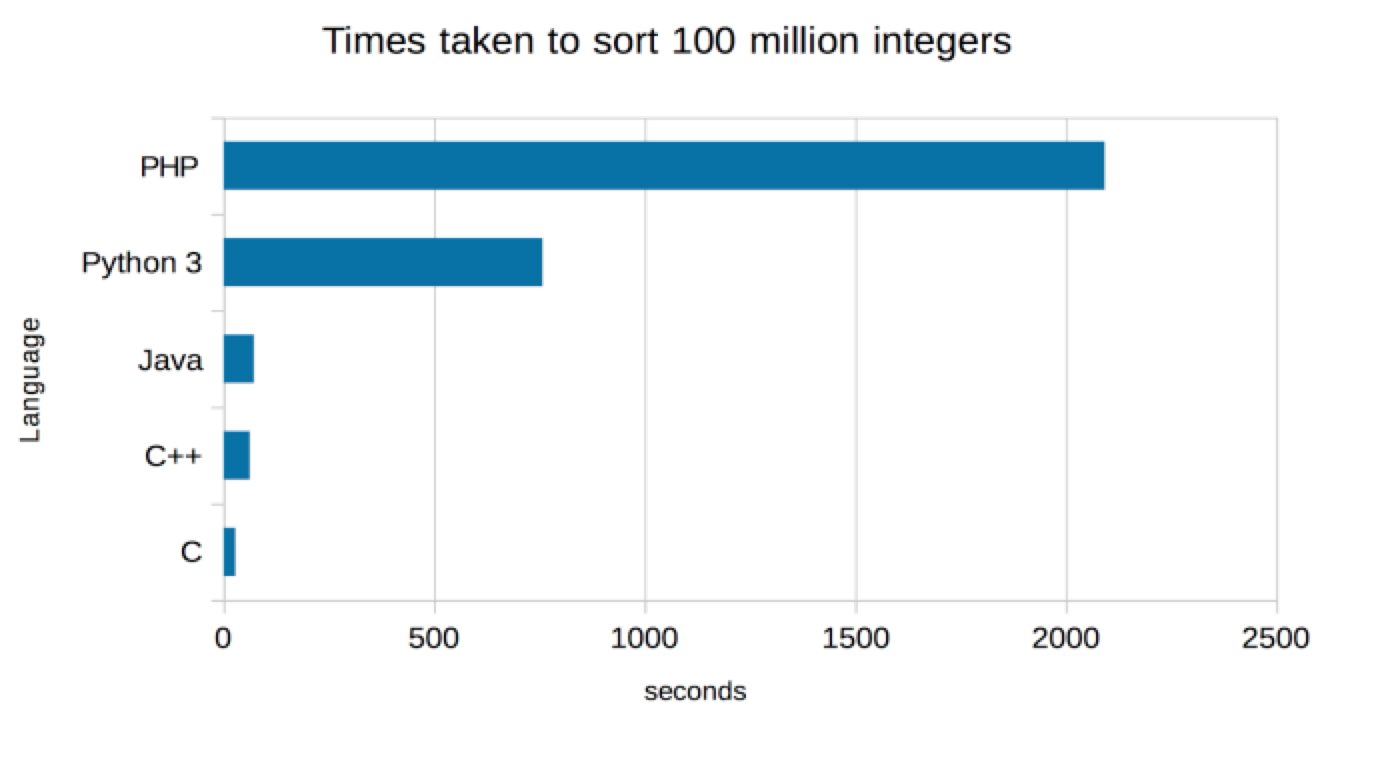 Times taken to sort 100 million integers
PHP
Python 3
Java
C++
C
Language
0 500 1000 1500 2000 2500
seconds